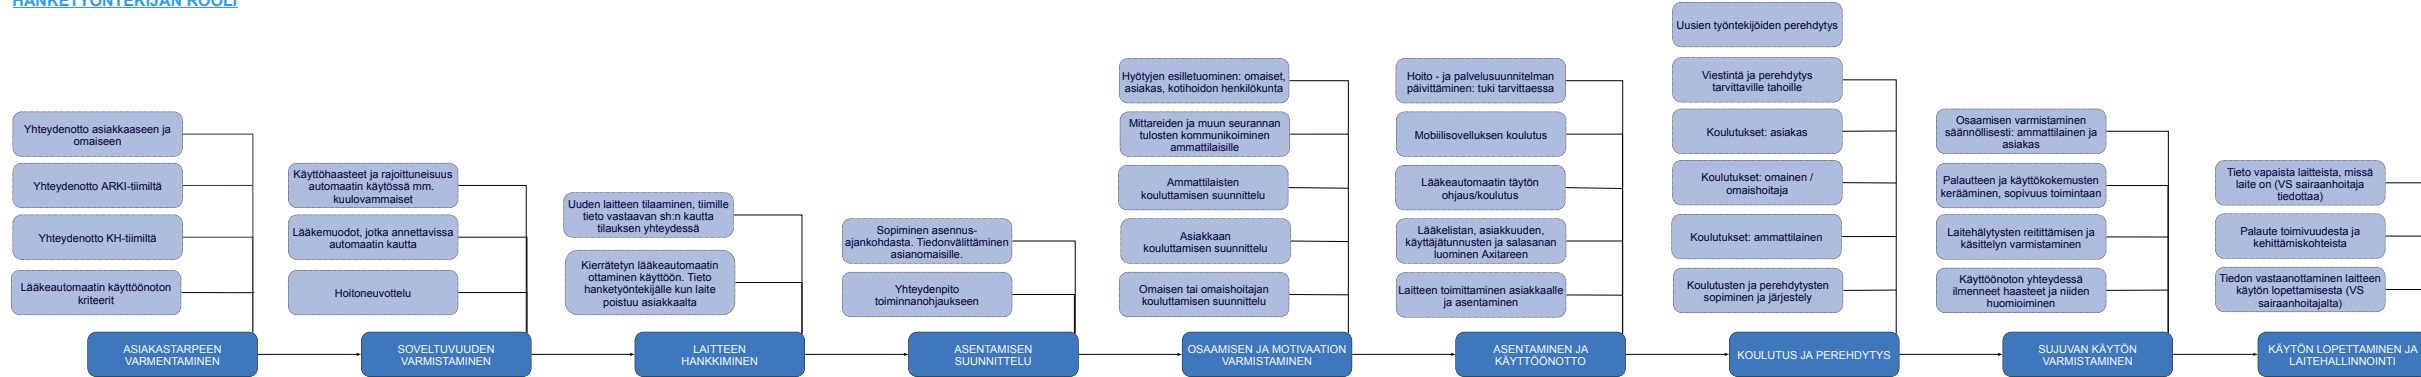 HANKETYÖNTEKIJÄN ROOLI
Yhteydenotto asiakkaaseen ja
omaiseen
Yhteydenotto ARKI-tiimiltä
Yhteydenotto KH-tiimiltä
Lääkeautomaatin käyttöönoton
kriteerit
ASIAKASTARPEEN
VARMENTAMINEN
Käyttöhaasteet ja rajoittuneisuus
automaatin käytössä mm.
kuulovammaiset
Lääkemuodot, jotka annettavissa
automaatin kautta
Hoitoneuvottelu
SOVELTUVUUDEN
VARMISTAMINEN
Uuden laitteen tilaaminen, tiimille
tieto vastaavan sh:n kautta
tilauksen yhteydessä
Kierrätetyn lääkeautomaatin
ottaminen käyttöön. Tieto
hanketyöntekijälle kun laite
poistuu asiakkaalta
LAITTEEN
HANKKIMINEN
Sopiminen asennus-
ajankohdasta. Tiedonvälittäminen
asianomaisille.
Yhteydenpito
toiminnanohjaukseen
ASENTAMISEN
SUUNNITTELU
Hyötyjen esilletuominen: omaiset,
asiakas, kotihoidon henkilökunta
Mittareiden ja muun seurannan
tulosten kommunikoiminen
ammattilaisille
Ammattilaisten
kouluttamisen suunnittelu
Asiakkaan
kouluttamisen suunnittelu
Omaisen tai omaishoitajan
kouluttamisen suunnittelu
OSAAMISEN JA MOTIVAATION
VARMISTAMINEN
Hoito - ja palvelusuunnitelman
päivittäminen: tuki tarvittaessa
Mobiilisovelluksen koulutus
Lääkeautomaatin täytön
ohjaus/koulutus
Lääkelistan, asiakkuuden,
käyttäjätunnusten ja salasanan
luominen Axitareen
Laitteen toimittaminen asiakkaalle
ja asentaminen
ASENTAMINEN JA
KÄYTTÖÖNOTTO
Uusien työntekijöiden perehdytys
Viestintä ja perehdytys
tarvittaville tahoille
Koulutukset: asiakas
Koulutukset: omainen /
omaishoitaja
Koulutukset: ammattilainen
Koulutusten ja perehdytysten
sopiminen ja järjestely
KOULUTUS JA PEREHDYTYS
Osaamisen varmistaminen
säännöllisesti: ammattilainen ja
asiakas
Palautteen ja käyttökokemusten
kerääminen, sopivuus toimintaan
Laitehälytysten reitittämisen ja
käsittelyn varmistaminen
Käyttöönoton yhteydessä
ilmenneet haasteet ja niiden
huomioiminen
SUJUVAN KÄYTÖN
VARMISTAMINEN
Tieto vapaista laitteista, missä
laite on (VS sairaanhoitaja
tiedottaa)
Palaute toimivuudesta ja
kehittämiskohteista
Tiedon vastaanottaminen laitteen
käytön lopettamisesta (VS
sairaanhoitajalta)
KÄYTÖN LOPETTAMINEN JA
LAITEHALLINNOINTI